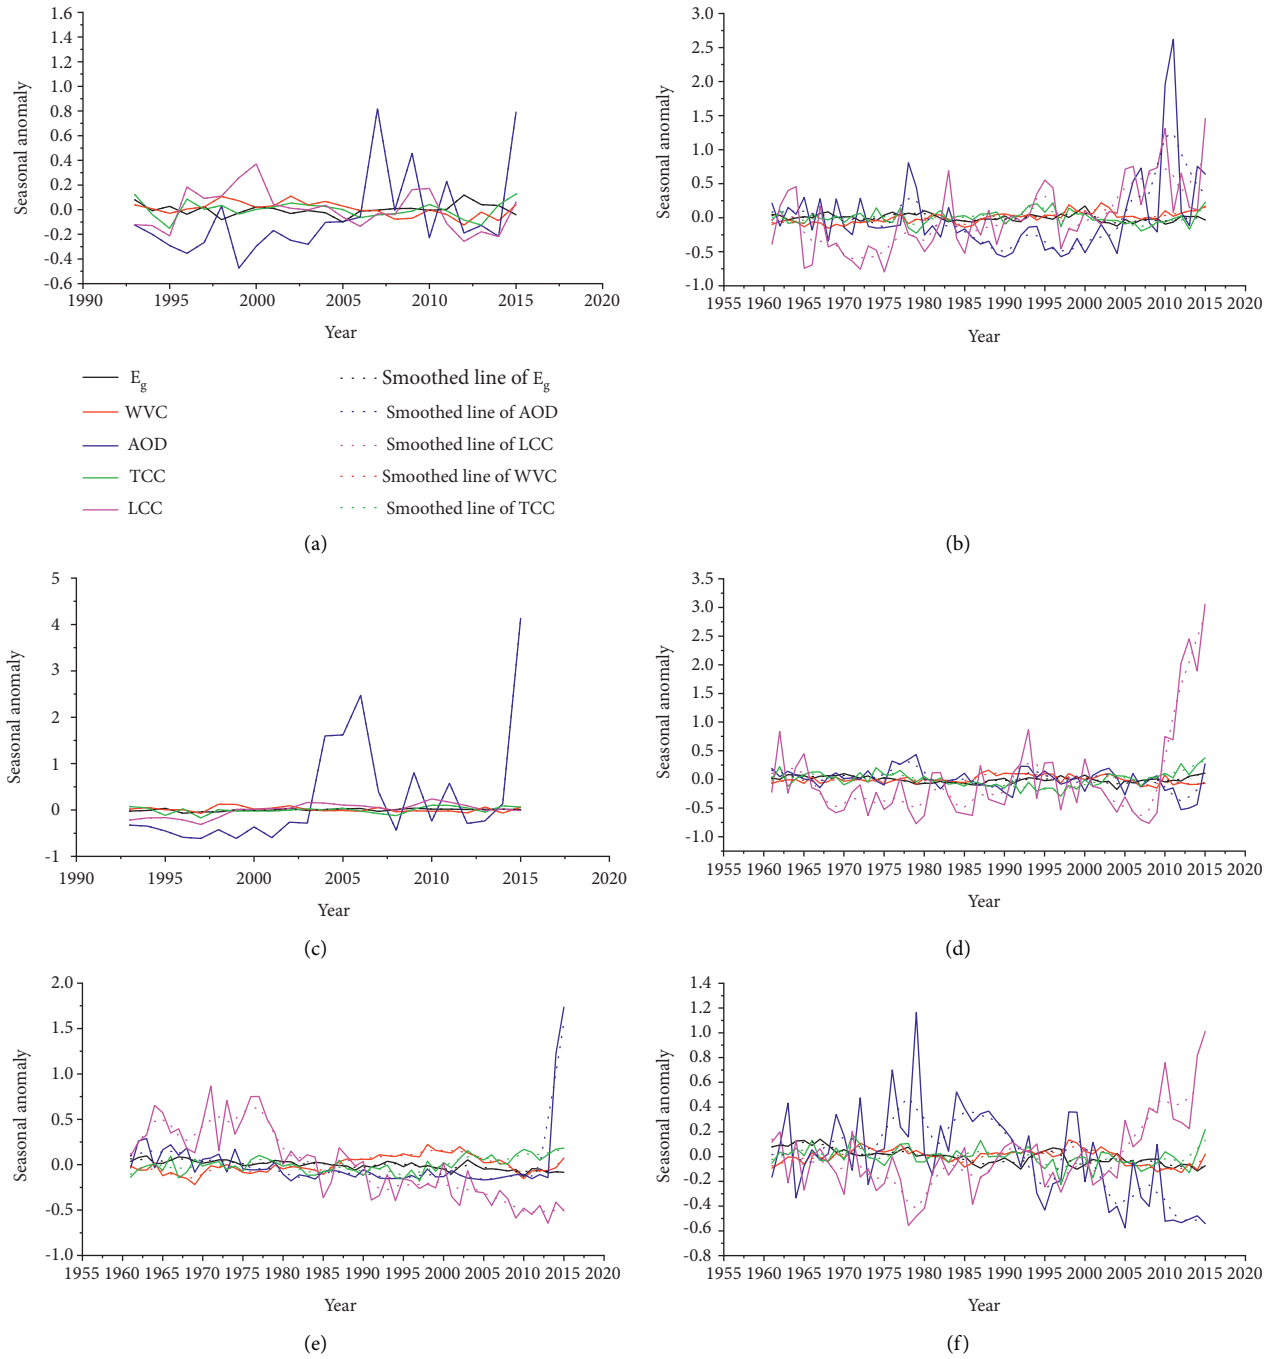 1.6
1.4
1.2
1.0
0.8
0.6
0.4
0.2
0.0
-0.2
-0.4
-0.6
Seasonal anomaly
1990 1995 2000 2005 2010 2015 2020
Year
E_g
WVC
AOD
TCC
LCC
Smoothed line of E_g
Smoothed line of AOD
Smoothed line of LCC
Smoothed line of WVC
Smoothed line of TCC
(a)
3.0
2.5
2.0
1.5
1.0
0.5
0.0
-0.5
-1.0
Seasonal anomaly
1955 1960 1965 1970 1975 1980 1985 1990 1995 2000 2005 2010 2015 2020
Year
(b)
5
4
3
2
1
0
-1
Seasonal anomaly
1990 1995 2000 2005 2010 2015 2020
Year
(c)
3.5
3.0
2.5
2.0
1.5
1.0
0.5
0.0
-0.5
-1.0
Seasonal anomaly
1955 1960 1965 1970 1975 1980 1985 1990 1995 2000 2005 2010 2015 2020
Year
(d)
2.0
1.5
1.0
0.5
0.0
-0.5
-1.0
Seasonal anomaly
1955 1960 1965 1970 1975 1980 1985 1990 1995 2000 2005 2010 2015 2020
Year
(e)
1.4
1.2
1.0
0.8
0.6
0.4
0.2
0.0
-0.2
-0.4
-0.6
-0.8
Seasonal anomaly
1955 1960 1965 1970 1975 1980 1985 1990 1995 2000 2005 2010 2015 2020
Year
(f)